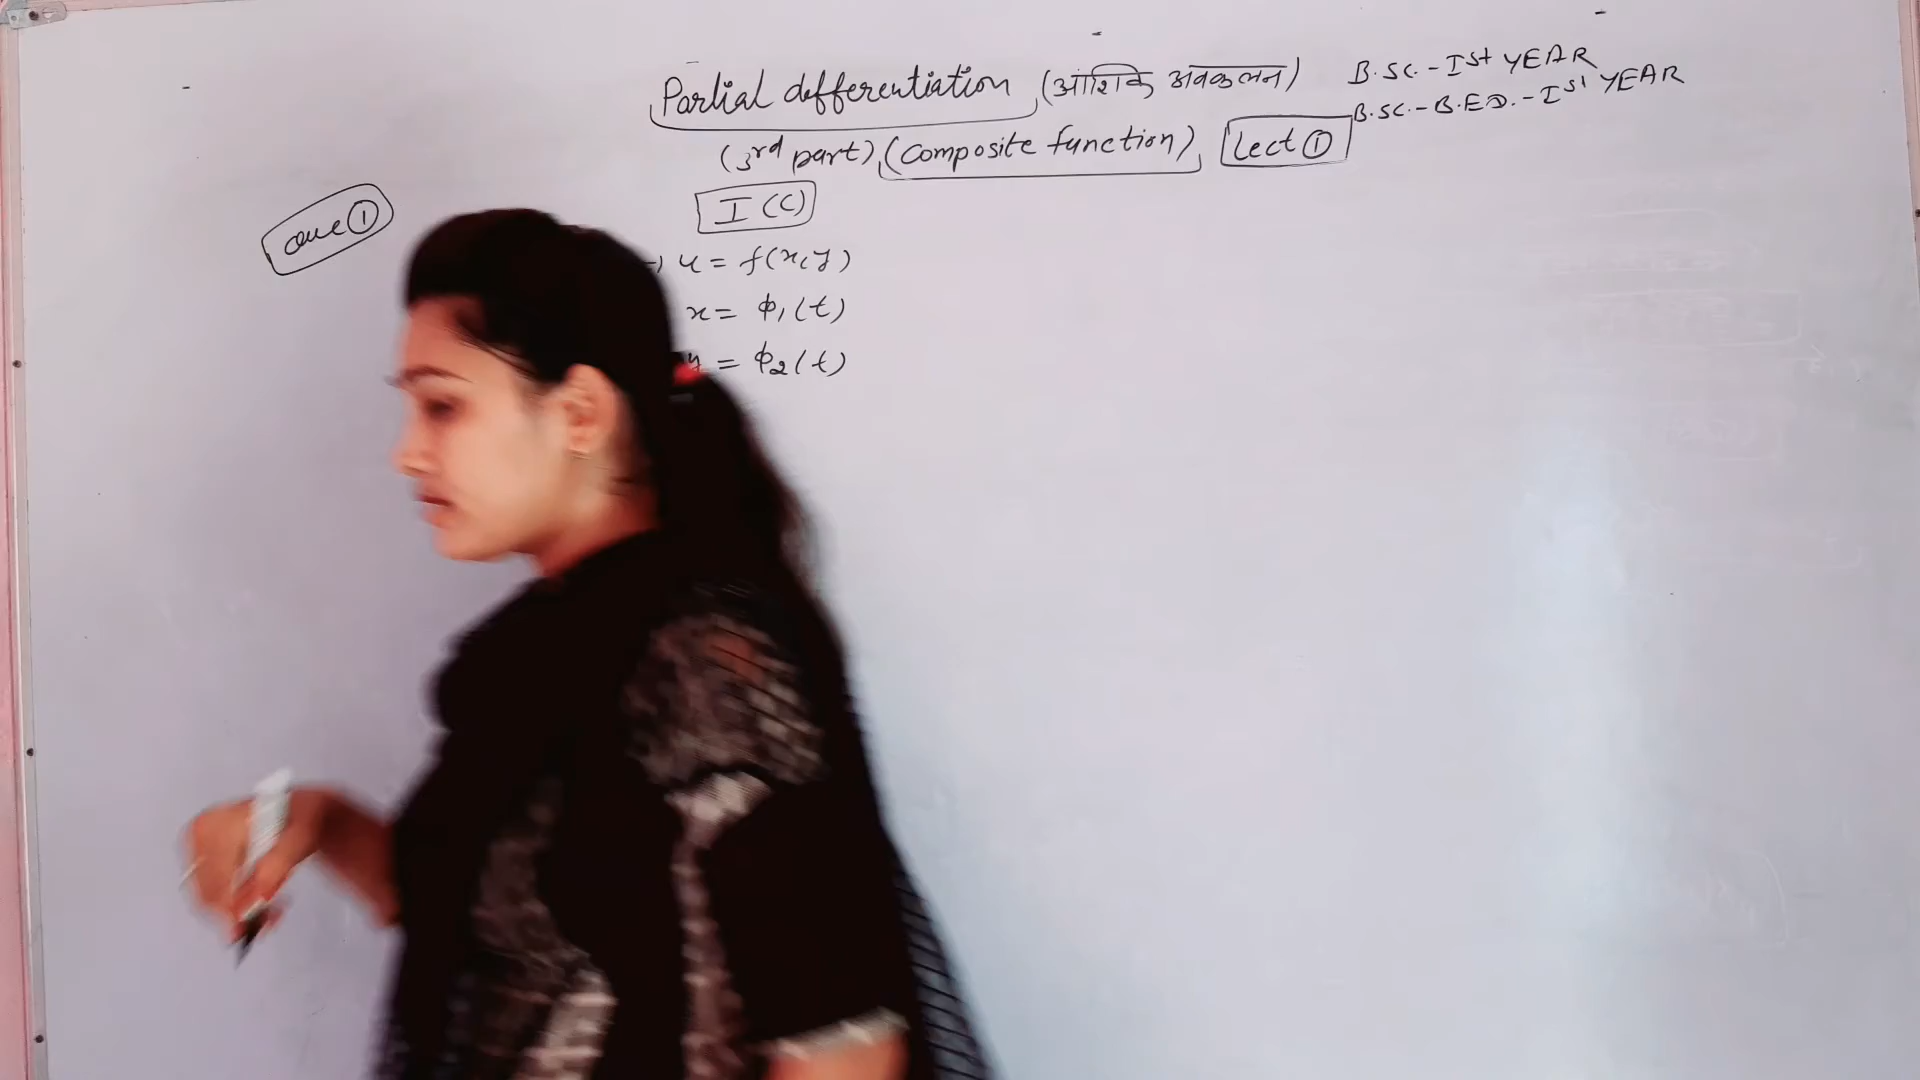 Partial differentiation (आंशिक अवकलन) B.SC.-Ist YEAR
B.SC.-B.ED.-Ist YEAR
(3rd part) (Composite function) Lect ①
I (C)
case ①
⇒ u = f(x,y)
x = φ₁(t)
y = φ₂(t)